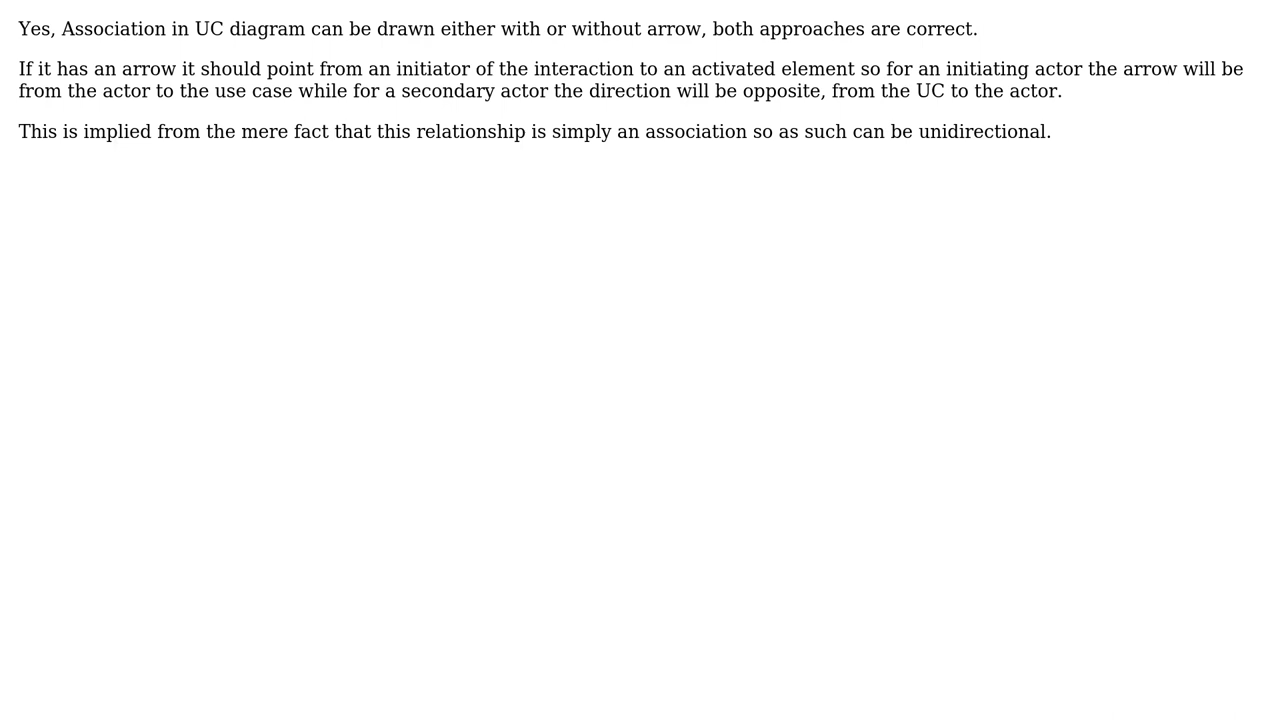 Yes, Association in UC diagram can be drawn either with or without arrow, both approaches are correct.
If it has an arrow it should point from an initiator of the interaction to an activated element so for an initiating actor the arrow will be
from the actor to the use case while for a secondary actor the direction will be opposite, from the UC to the actor.
This is implied from the mere fact that this relationship is simply an association so as such can be unidirectional.